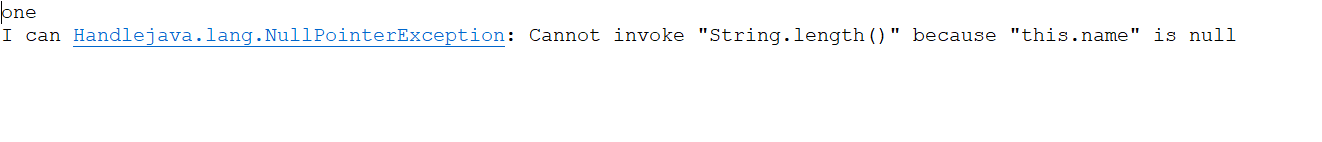 one
I can Handlejava.lang.NullPointerException: Cannot invoke "String.length()" because "this.name" is null